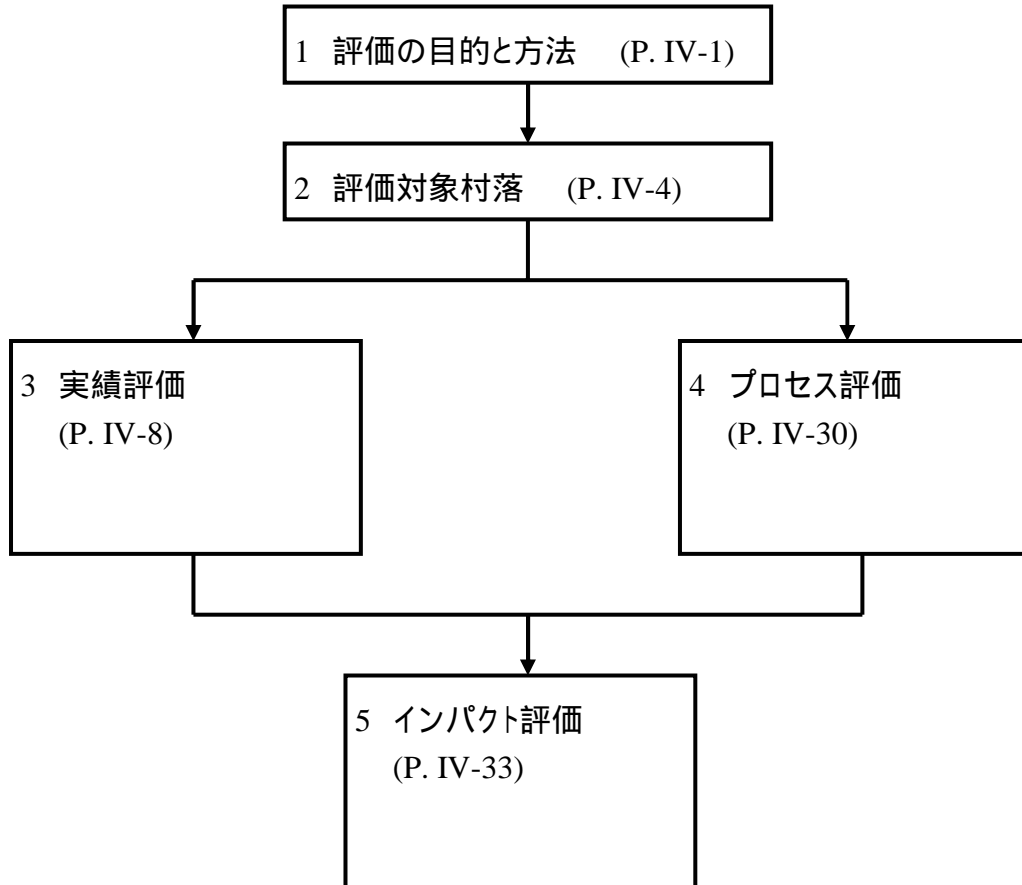 1 評価の目的と方法 (P. IV-1)
2 評価対象村落 (P. IV-4)
3 実績評価
(P. IV-8)
4 プロセス評価
(P. IV-30)
5 インパクト評価
(P. IV-33)